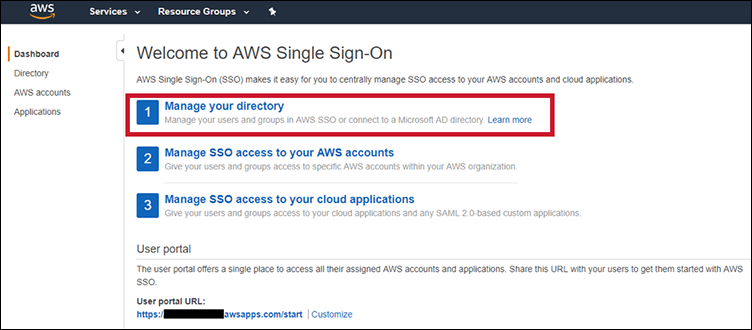 aws Services Resource Groups
Dashboard
Directory
AWS accounts
Applications
Welcome to AWS Single Sign-On
AWS Single Sign-On (SSO) makes it easy for you to centrally manage SSO access to your AWS accounts and cloud applications.
1 Manage your directory
Manage your users and groups in AWS SSO or connect to a Microsoft AD directory. Learn more
2 Manage SSO access to your AWS accounts
Give your users and groups access to specific AWS accounts within your AWS organization.
3 Manage SSO access to your cloud applications
Give your users and groups access to your cloud applications and any SAML 2.0-based custom applications.
User portal
The user portal offers a single place to access all their assigned AWS accounts and applications. Share this URL with your users to get them started with AWS
SSO.
User portal URL:
https:/ awsapps.com/start | Customize